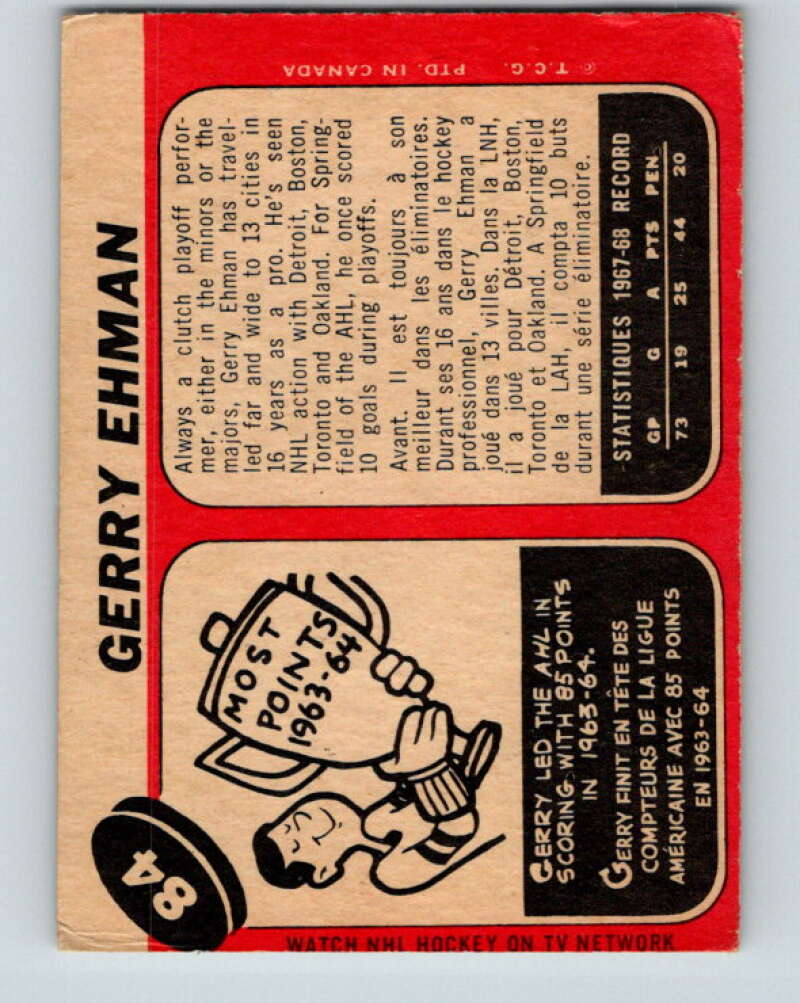 84
GERRY EHMAN
MOST
POINTS
1963-64
GERRY LED THE AHL IN
SCORING WITH 85 POINTS
IN 1963-64.
GERRY FINIT EN TÊTE DES
COMPTEURS DE LA LIGUE
AMÉRICAINE AVEC 85 POINTS
EN 1963-64
Always a clutch playoff perfor-
mer, either in the minors or the
majors, Gerry Ehman has travel-
led far and wide to 13 cities in
16 years as a pro. He's seen
NHL action with Detroit, Boston,
Toronto and Oakland. For Spring-
field of the AHL, he once scored
10 goals during playoffs.
Avant. Il est toujours à son
meilleur dans les éliminatoires.
Durant ses 16 ans dans le hockey
professionnel, Gerry Ehman a
joué dans 13 villes. Dans la LNH,
il a joué pour Détroit, Boston,
Toronto et Oakland. A Springfield
de la LAH, il compta 10 buts
durant une série éliminatoire.
STATISTIQUES 1967-68 RECORD
GP G A PTS PEN.
73 19 25 44 20
WATCH NHL HOCKEY ON TV NETWORK
© T.C.G. PTD. IN CANADA